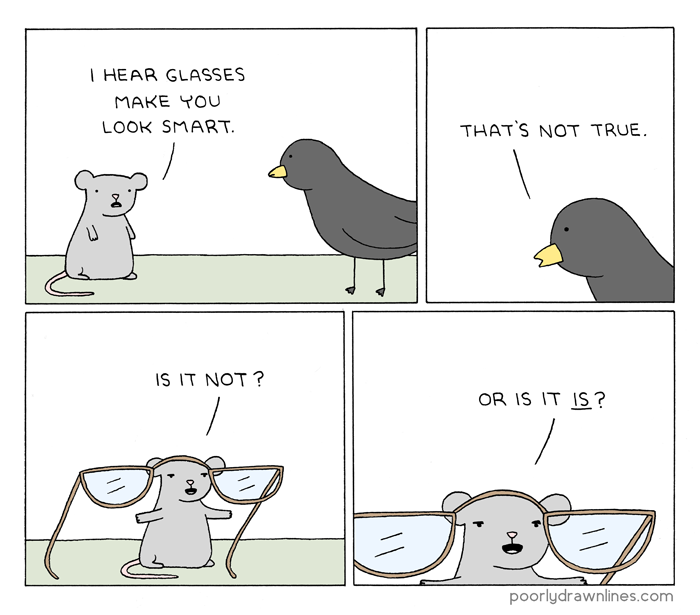 I HEAR GLASSES
MAKE YOU
LOOK SMART.
THAT'S NOT TRUE.
IS IT NOT?
OR IS IT IS?
poorlydrawnlines.com